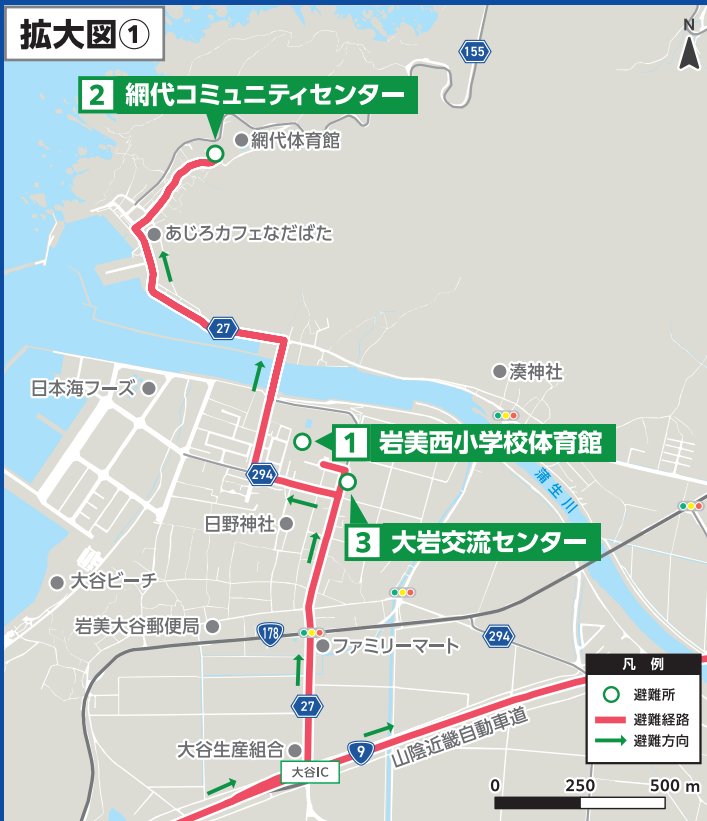 拡大図①
N
155
2 網代コミュニティセンター
網代体育館
あじろカフェなだばた
27
日本海フーズ
湊神社
1 岩美西小学校体育館
294
蒲生川
日野神社
3 大岩交流センター
大谷ビーチ
岩美大谷郵便局
178
ファミリーマート
294
27
凡 例
避難所
避難経路
避難方向
大谷生産組合
9
山陰近畿自動車道
大谷IC
0 250 500 m